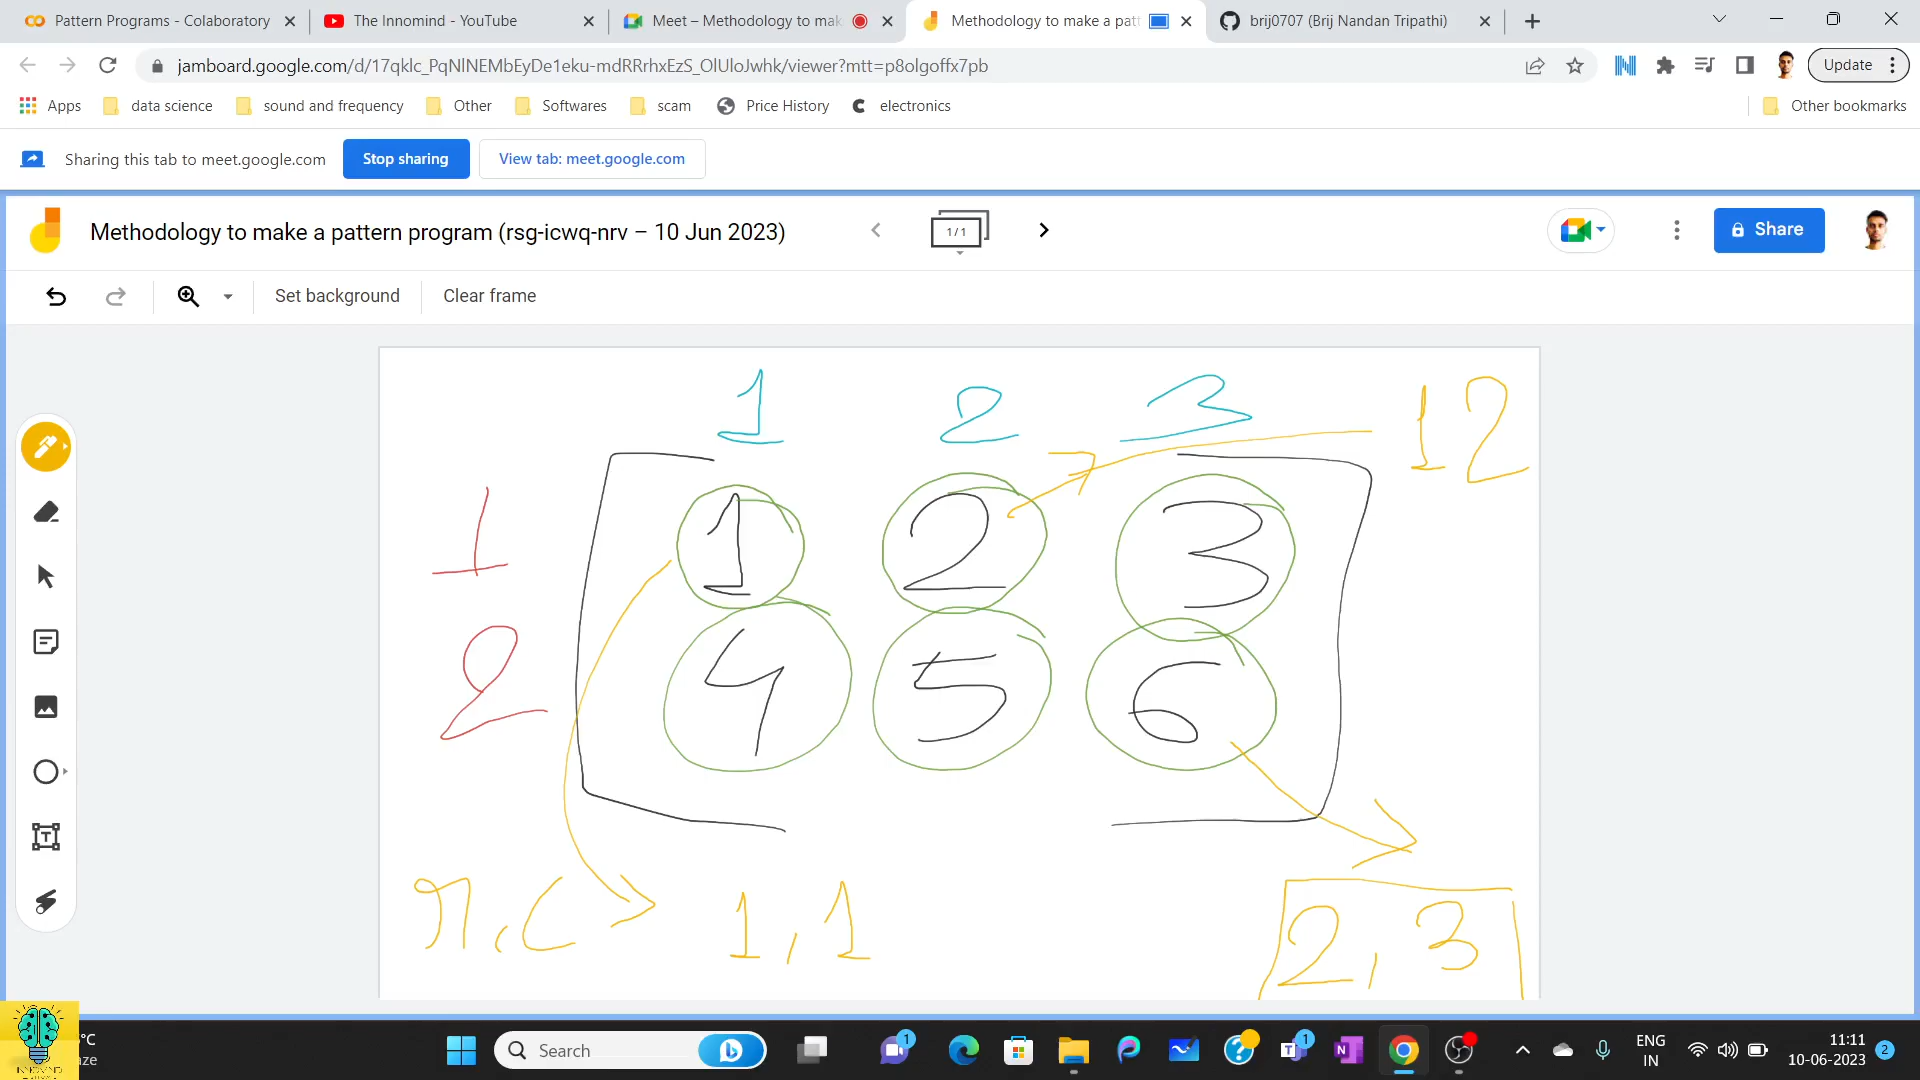 Pattern Programs - Colaboratory
The Innomind - YouTube
Meet – Methodology to mak
Methodology to make a pat
brij0707 (Brij Nandan Tripathi)
jamboard.google.com/d/17qklc_PqNlNEMbEyDe1eku-mdRRrhxEzS_OlUloJwhk/viewer?mtt=p8olgoffx7pb
Update
Apps
data science
sound and frequency
Other
Softwares
scam
Price History
electronics
Other bookmarks
Sharing this tab to meet.google.com
Stop sharing
View tab: meet.google.com
Methodology to make a pattern program (rsg-icwq-nrv – 10 Jun 2023)
1/1
Share
Set background
Clear frame
1 2 3
12
1
1 2 3
2
4 5 6
r,c
1,1
2,3
°C
aze
Search
1
1
ENG
IN
11:11
10-06-2023
2